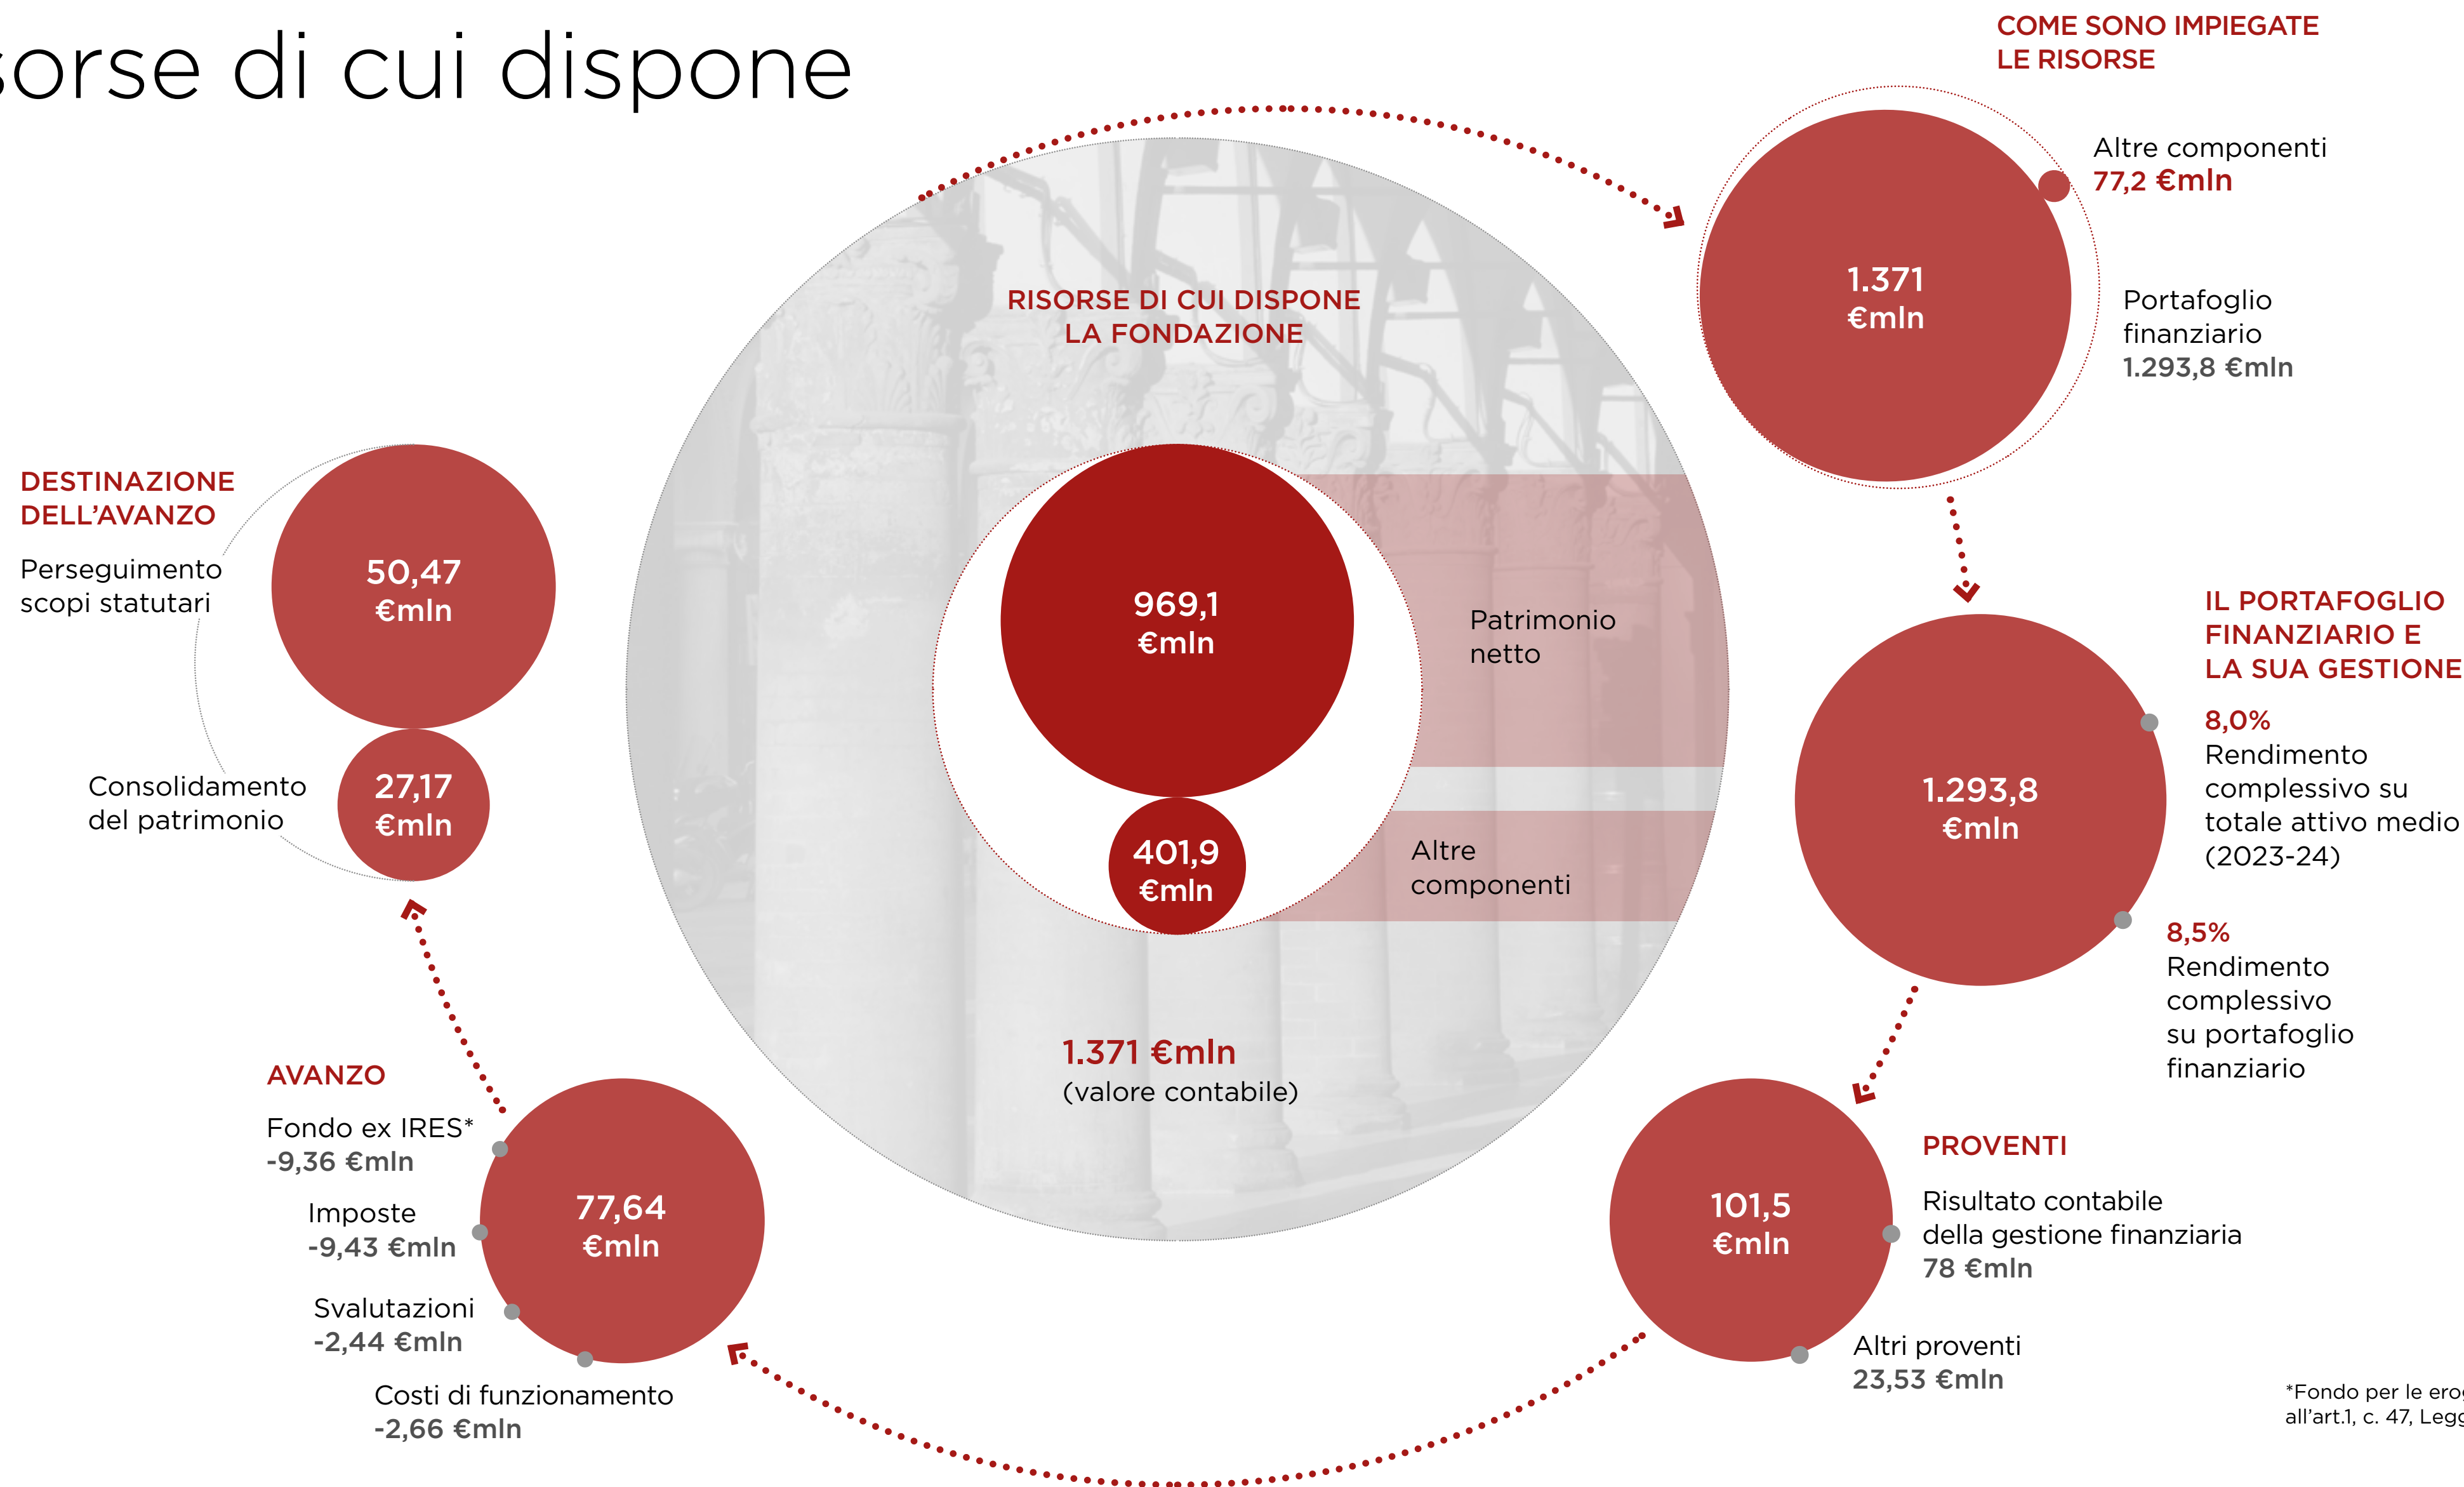 di cui dispone
COME SONO IMPIEGATE
LE RISORSE
Altre componenti
77,2 €mln
1.371
€mln
Portafoglio
finanziario
1.293,8 €mln
RISORSE DI CUI DISPONE
LA FONDAZIONE
969,1
€mln
Patrimonio
netto
401,9
€mln
Altre
componenti
1.371 €mln
(valore contabile)
IL PORTAFOGLIO
FINANZIARIO E
LA SUA GESTIONE
1.293,8
€mln
8,0%
Rendimento
complessivo su
totale attivo medio
(2023-24)
8,5%
Rendimento
complessivo
su portafoglio
finanziario
PROVENTI
101,5
€mln
Risultato contabile
della gestione finanziaria
78 €mln
Altri proventi
23,53 €mln
AVANZO
Fondo ex IRES*
-9,36 €mln
77,64
€mln
Imposte
-9,43 €mln
Svalutazioni
-2,44 €mln
Costi di funzionamento
-2,66 €mln
DESTINAZIONE
DELL'AVANZO
Perseguimento
scopi statutari
50,47
€mln
Consolidamento
del patrimonio
27,17
€mln
*Fondo per le
all'art.1, c. 47,